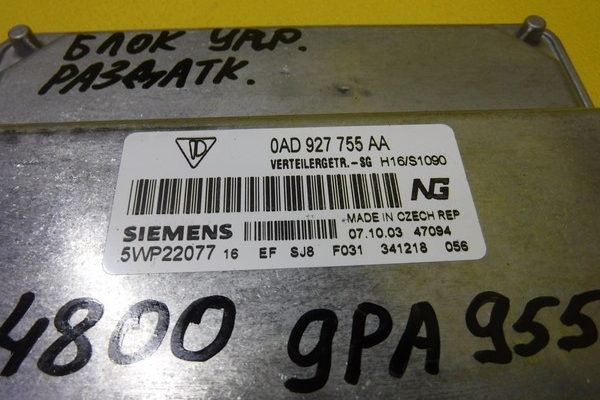 БЛОК УПР.
РАЗДАТК.
0AD 927 755 AA
VERTEILERGETR.-SG H16/S1090
NG
SIEMENS
MADE IN CZECH REP
07.10.03 47094
5WP22077 16 EF SJ8 F031 341218 056
4800 9PA 955